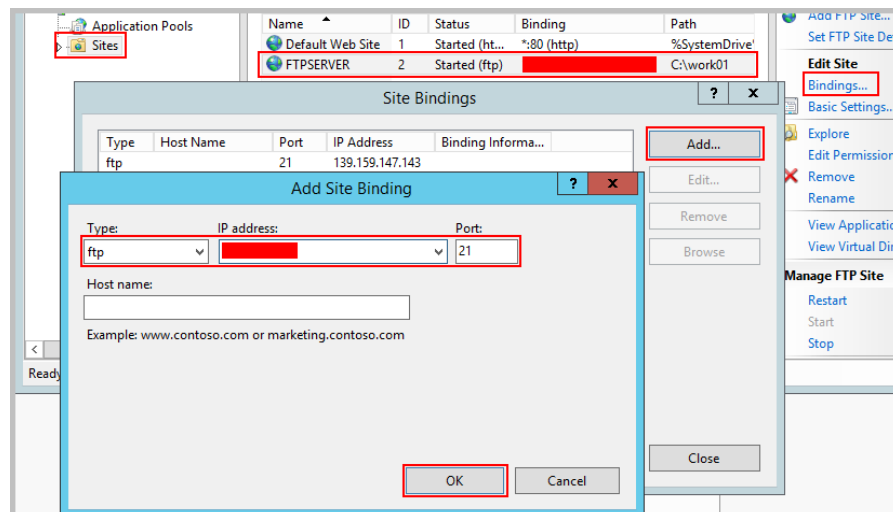 Application Pools
Sites
Name ID Status Binding Path
Default Web Site 1 Started (ht... *:80 (http) %SystemDrive'
FTPSERVER 2 Started (ftp) C:\work01
Add FTP Site...
Set FTP Site De
Edit Site
Bindings...
Basic Settings...
Explore
Edit Permission
Remove
Rename
View Applicatio
View Virtual Dir
Manage FTP Site
Restart
Start
Stop
Site Bindings ? x
Type Host Name Port IP Address Binding Informa...
ftp 21 139.159.147.143
Add...
Edit...
Remove
Browse
Close
Add Site Binding ? x
Type: IP address: Port:
ftp 21
Host name:
Example: www.contoso.com or marketing.contoso.com
OK Cancel
Ready